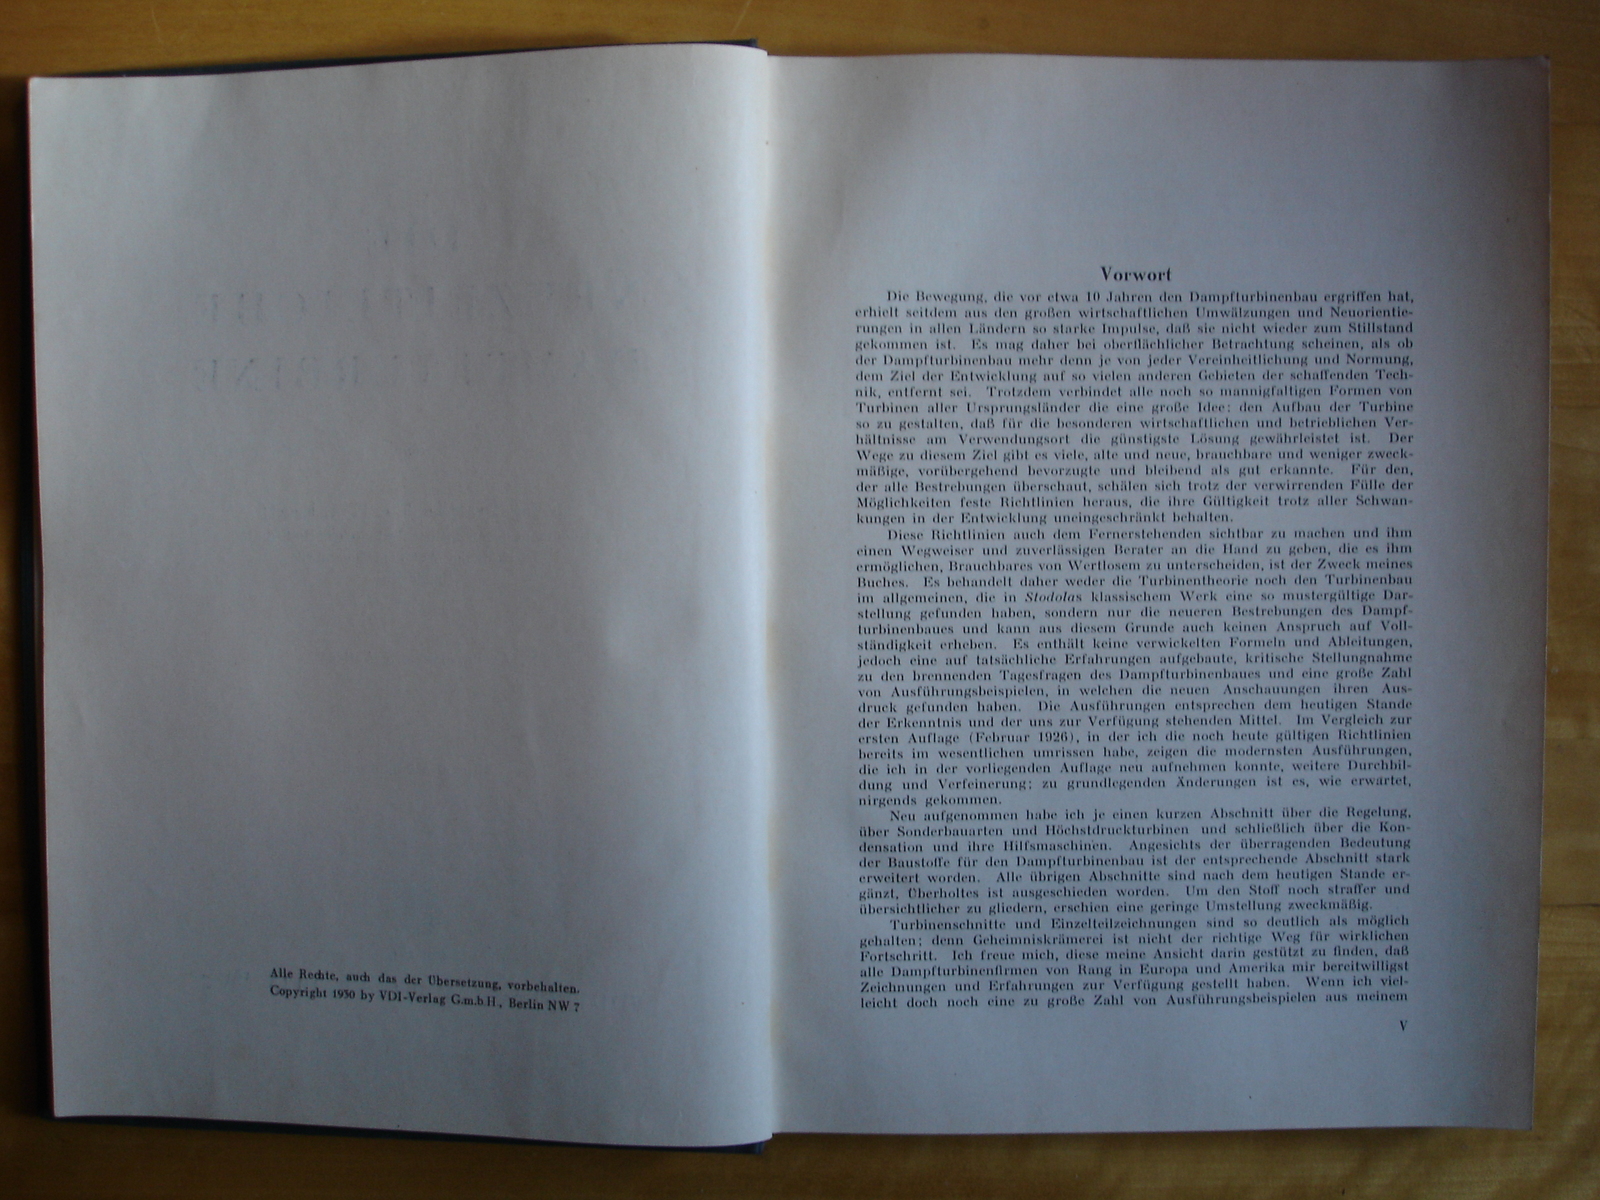 Alle Rechte, auch das der Übersetzung, vorbehalten.
Copyright 1930 by VDI-Verlag G.m.b.H., Berlin NW 7
Vorwort
Die Bewegung, die vor etwa 10 Jahren den Dampfturbinenbau ergriffen hat,
erhielt seitdem aus den großen wirtschaftlichen Umwälzungen und Neuorientie-
rungen in allen Ländern so starke Impulse, daß sie nicht wieder zum Stillstand
gekommen ist. Es mag daher bei oberflächlicher Betrachtung scheinen, als ob
der Dampfturbinenbau mehr denn je von jeder Vereinheitlichung und Normung,
dem Ziel der Entwicklung auf so vielen anderen Gebieten der schaffenden Tech-
nik, entfernt sei. Trotzdem verbindet alle noch so mannigfaltigen Formen von
Turbinen aller Ursprungsländer die eine große Idee: den Aufbau der Turbine
so zu gestalten, daß für die besonderen wirtschaftlichen und betrieblichen Ver-
hältnisse am Verwendungsort die günstigste Lösung gewährleistet ist. Der
Wege zu diesem Ziel gibt es viele, alte und neue, brauchbare und weniger zweck-
mäßige, vorübergehend bevorzugte und bleibend als gut erkannte. Für den,
der alle Bestrebungen überschaut, schälen sich trotz der verwirrenden Fülle der
Möglichkeiten feste Richtlinien heraus, die ihre Gültigkeit trotz aller Schwan-
kungen in der Entwicklung uneingeschränkt behalten.
Diese Richtlinien auch dem Fernerstehenden sichtbar zu machen und ihm
einen Wegweiser und zuverlässigen Berater an die Hand zu geben, die es ihm
ermöglichen, Brauchbares von Wertlosem zu unterscheiden, ist der Zweck meines
Buches. Es behandelt daher weder die Turbinentheorie noch den Turbinenbau
im allgemeinen, die in Stodolas klassischem Werk eine so mustergültige Dar-
stellung gefunden haben, sondern nur die neueren Bestrebungen des Dampf-
turbinenbaues und kann aus diesem Grunde auch keinen Anspruch auf Voll-
ständigkeit erheben. Es enthält keine verwickelten Formeln und Ableitungen,
jedoch eine auf tatsächliche Erfahrungen aufgebaute, kritische Stellungnahme
zu den brennenden Tagesfragen des Dampfturbinenbaues und eine große Zahl
von Ausführungsbeispielen, in welchen die neuen Anschauungen ihren Aus-
druck gefunden haben. Die Ausführungen entsprechen dem heutigen Stande
der Erkenntnis und der uns zur Verfügung stehenden Mittel. Im Vergleich zur
ersten Auflage (Februar 1926), in der ich die noch heute gültigen Richtlinien
bereits im wesentlichen umrissen habe, zeigen die modernsten Ausführungen,
die ich in der vorliegenden Auflage neu aufnehmen konnte, weitere Durchbil-
dung und Verfeinerung; zu grundlegenden Änderungen ist es, wie erwartet,
nirgends gekommen.
Neu aufgenommen habe ich je einen kurzen Abschnitt über die Regelung,
über Sonderbauarten und Höchstdruckturbinen und schließlich über die Kon-
densation und ihre Hilfsmaschinen. Angesichts der überragenden Bedeutung
der Baustoffe für den Dampfturbinenbau ist der entsprechende Abschnitt stark
erweitert worden. Alle übrigen Abschnitte sind nach dem heutigen Stande er-
gänzt, Überholtes ist ausgeschieden worden. Um den Stoff noch straffer und
übersichtlicher zu gliedern, erschien eine geringe Umstellung zweckmäßig.
Turbinenschnitte und Einzelteilzeichnungen sind so deutlich als möglich
gehalten; denn Geheimniskrämerei ist nicht der richtige Weg für wirklichen
Fortschritt. Ich freue mich, diese meine Ansicht darin gestützt zu finden, daß
alle Dampfturbinenfirmen von Rang in Europa und Amerika mir bereitwilligst
Zeichnungen und Erfahrungen zur Verfügung gestellt haben. Wenn ich viel-
leicht doch noch eine zu große Zahl von Ausführungsbeispielen aus meinem
V